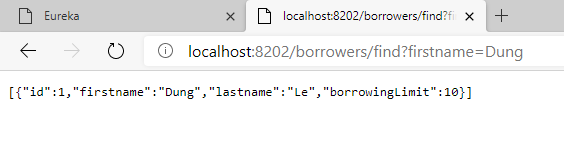 Eureka
localhost:8202/borrowers/find?fi
localhost:8202/borrowers/find?firstname=Dung
[{"id":1,"firstname":"Dung","lastname":"Le","borrowingLimit":10}]